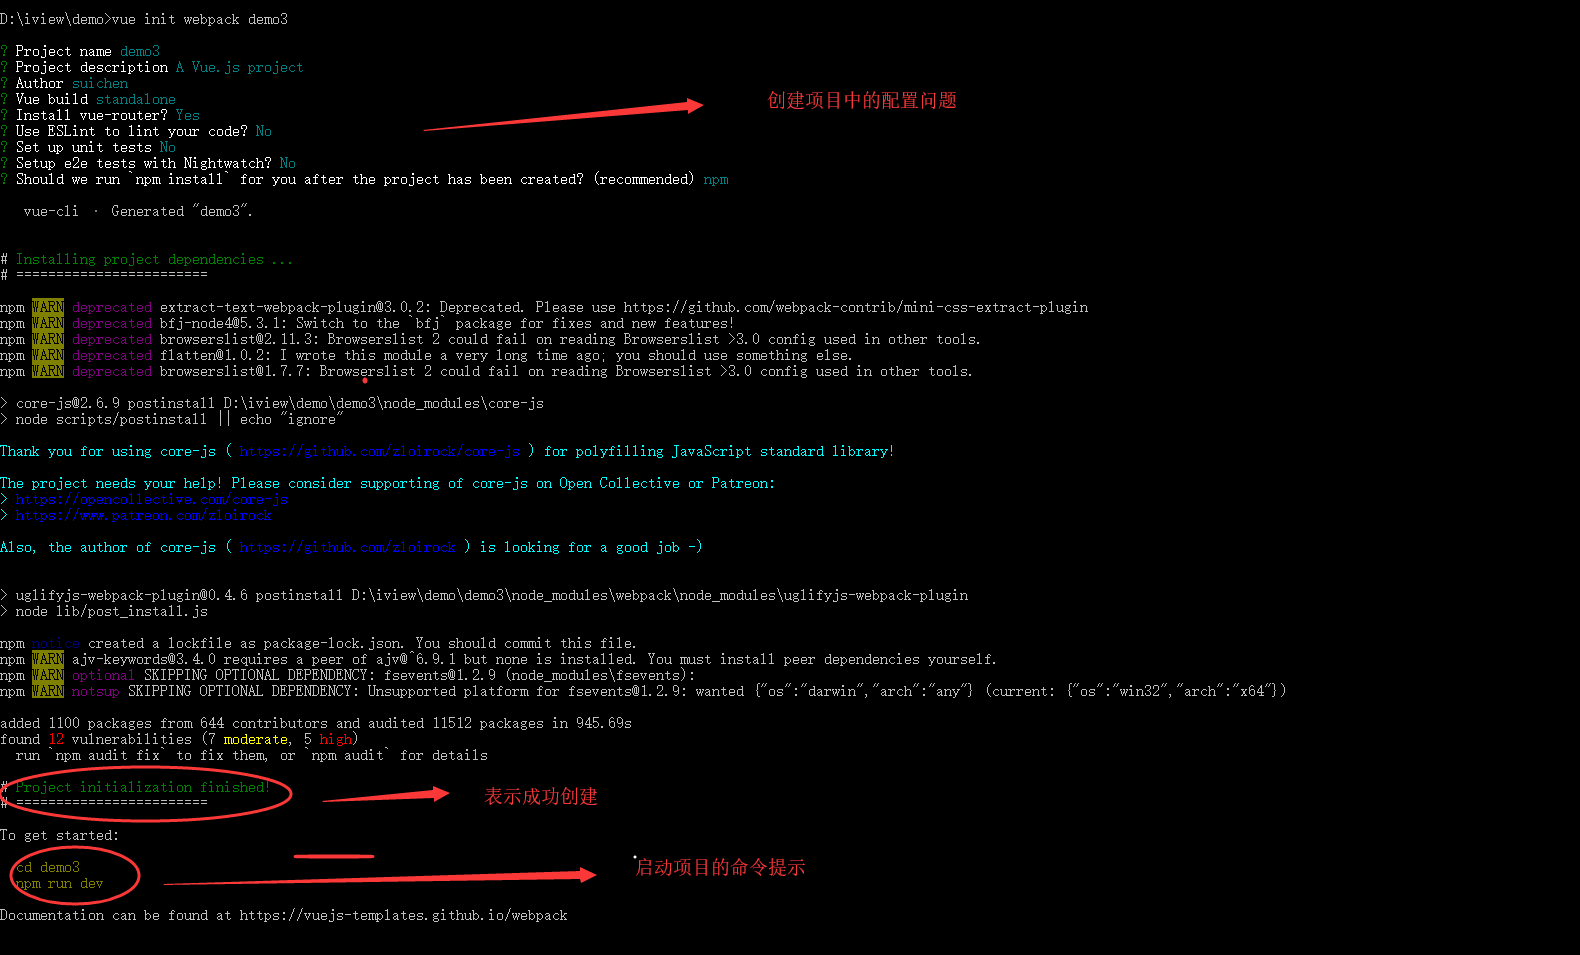 D:\iview\demo>vue init webpack demo3
? Project name demo3
? Project description A Vue.js project
? Author suichen
? Vue build standalone
创建项目中的配置问题
? Install vue-router? Yes
? Use ESLint to lint your code? No
? Set up unit tests No
? Setup e2e tests with Nightwatch? No
? Should we run `npm install` for you after the project has been created? (recommended) npm
vue-cli · Generated "demo3".
# Installing project dependencies ...
# ========================
npm WARN deprecated extract-text-webpack-plugin@3.0.2: Deprecated. Please use https://github.com/webpack-contrib/mini-css-extract-plugin
npm WARN deprecated bfj-node4@5.3.1: Switch to the `bfj` package for fixes and new features!
npm WARN deprecated browserslist@2.11.3: Browserslist 2 could fail on reading Browserslist >3.0 config used in other tools.
npm WARN deprecated flatten@1.0.2: I wrote this module a very long time ago; you should use something else.
npm WARN deprecated browserslist@1.7.7: Browserslist 2 could fail on reading Browserslist >3.0 config used in other tools.
> core-js@2.6.9 postinstall D:\iview\demo\demo3\node_modules\core-js
> node scripts/postinstall || echo "ignore"
Thank you for using core-js ( https://github.com/zloirock/core-js ) for polyfilling JavaScript standard library!
The project needs your help! Please consider supporting of core-js on Open Collective or Patreon:
> https://opencollective.com/core-js
> https://www.patreon.com/zloirock
Also, the author of core-js ( https://github.com/zloirock ) is looking for a good job -)
> uglifyjs-webpack-plugin@0.4.6 postinstall D:\iview\demo\demo3\node_modules\webpack\node_modules\uglifyjs-webpack-plugin
> node lib/post_install.js
npm notice created a lockfile as package-lock.json. You should commit this file.
npm WARN ajv-keywords@3.4.0 requires a peer of ajv@^6.9.1 but none is installed. You must install peer dependencies yourself.
npm WARN optional SKIPPING OPTIONAL DEPENDENCY: fsevents@1.2.9 (node_modules\fsevents):
npm WARN notsup SKIPPING OPTIONAL DEPENDENCY: Unsupported platform for fsevents@1.2.9: wanted {"os":"darwin","arch":"any"} (current: {"os":"win32","arch":"x64"})
added 1100 packages from 644 contributors and audited 11512 packages in 945.69s
found 12 vulnerabilities (7 moderate, 5 high)
run `npm audit fix` to fix them, or `npm audit` for details
# Project initialization finished!
# ========================
表示成功创建
To get started:
cd demo3
启动项目的命令提示
npm run dev
Documentation can be found at https://vuejs-templates.github.io/webpack